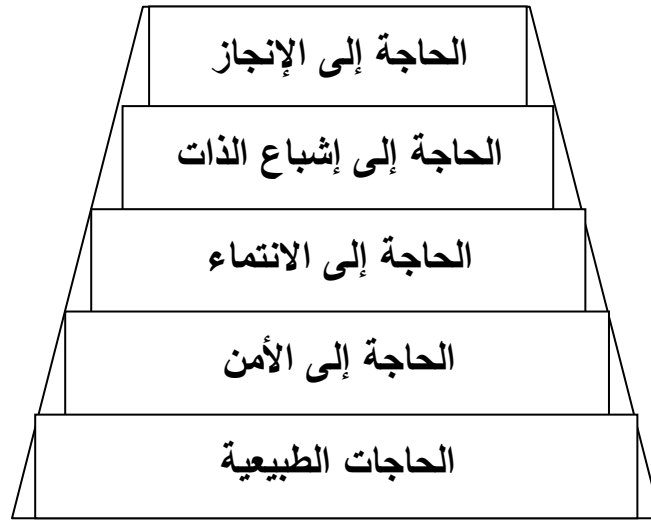 الحاجة إلى الإنجاز
الحاجة إلى إشباع الذات
الحاجة إلى الانتماء
الحاجة إلى الأمن
الحاجات الطبيعية